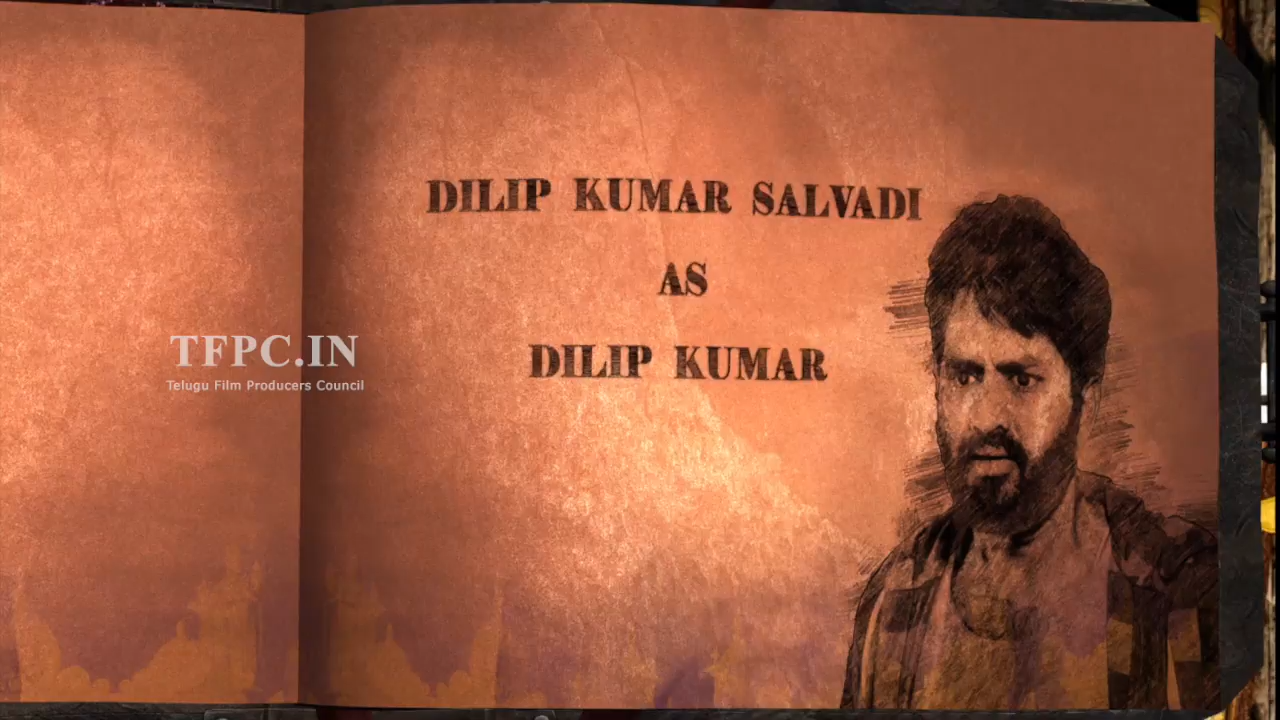 DILIP KUMAR SALVADI
AS
DILIP KUMAR
TFPC.IN
Telugu Film Producers Council